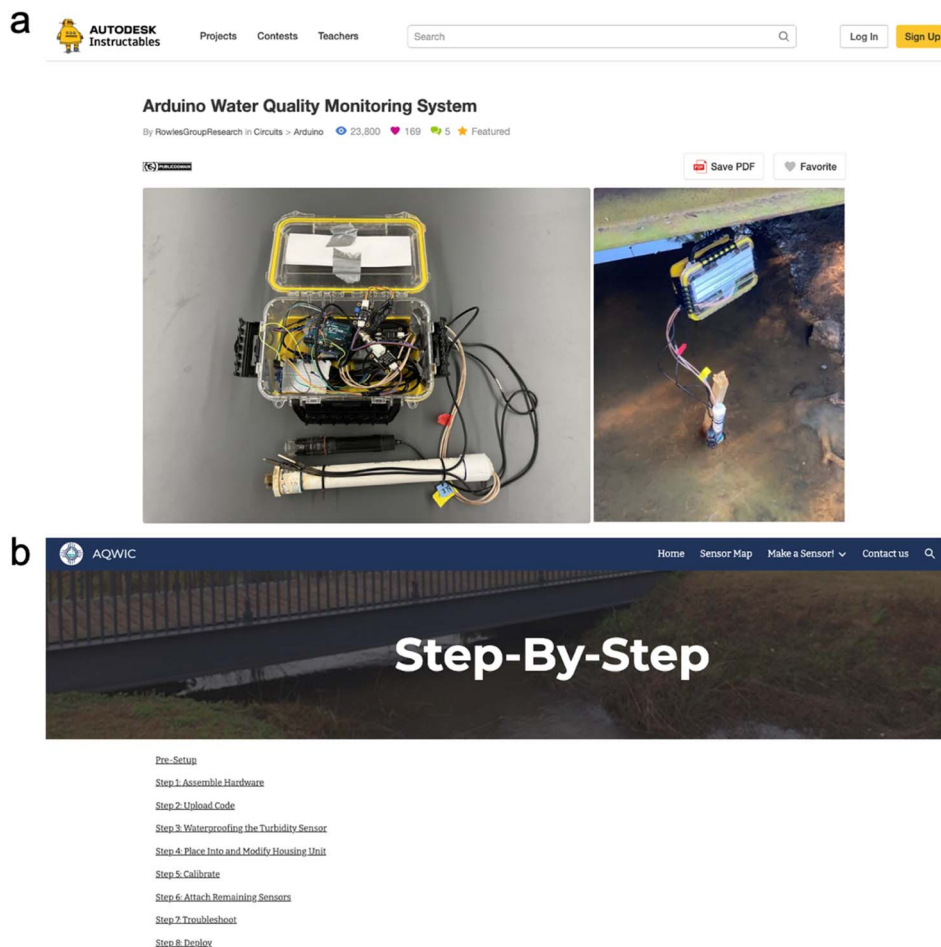 a
AUTODESK
Instructables
Projects Contests Teachers Search Log In Sign Up
Arduino Water Quality Monitoring System
By RowlesGroupResearch in Circuits > Arduino 23,800 169 5 Featured
PUBLIC DOMAIN
PDF Save PDF Favorite
b
AQWIC Home Sensor Map Make a Sensor! Contact us
Step-By-Step
Pre-Setup
Step 1: Assemble Hardware
Step 2: Upload Code
Step 3: Waterproofing the Turbidity Sensor
Step 4: Place Into and Modify Housing Unit
Step 5: Calibrate
Step 6: Attach Remaining Sensors
Step 7: Troubleshoot
Step 8: Deploy